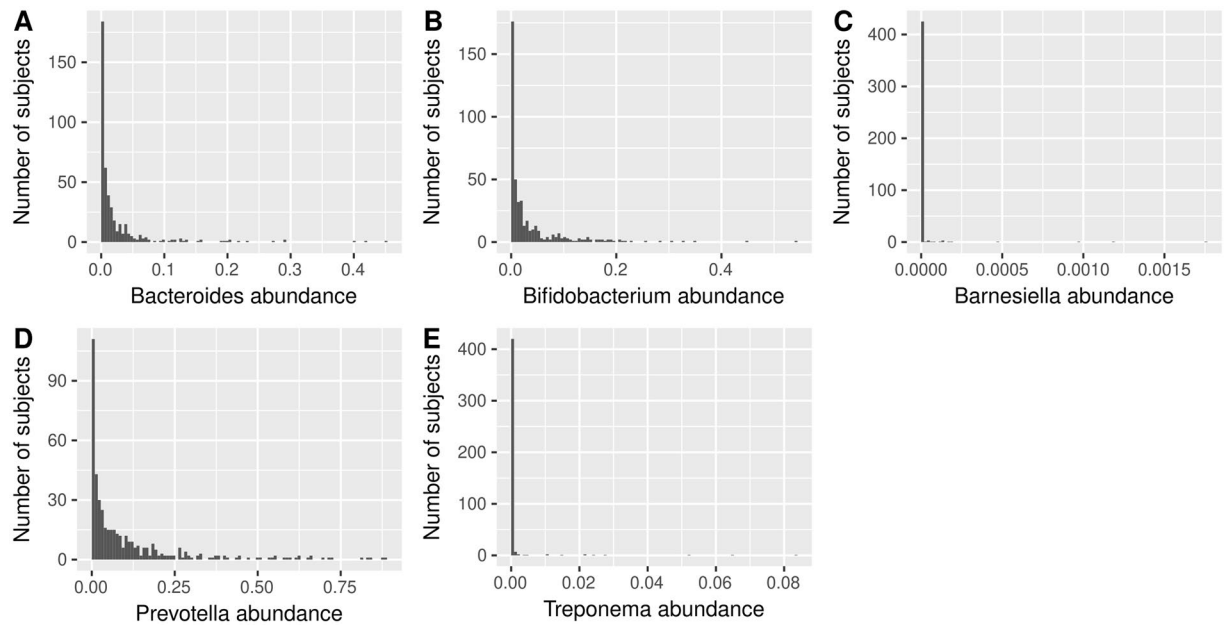 A
Number of subjects
150
100
50
0
0.0 0.1 0.2 0.3 0.4
Bacteroides abundance
B
Number of subjects
150
100
50
0
0.0 0.2 0.4
Bifidobacterium abundance
C
Number of subjects
400
300
200
100
0
0.0000 0.0005 0.0010 0.0015
Barnesiella abundance
D
Number of subjects
90
60
30
0
0.00 0.25 0.50 0.75
Prevotella abundance
E
Number of subjects
400
300
200
100
0
0.00 0.02 0.04 0.06 0.08
Treponema abundance